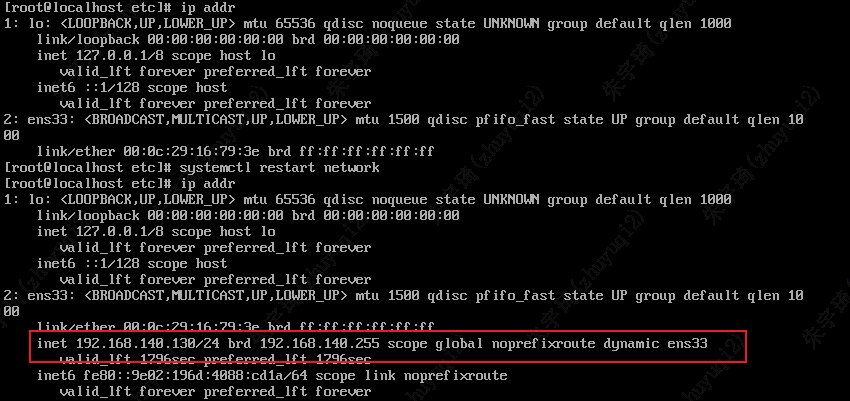 [root@localhost etc]# ip addr
1: lo: <LOOPBACK,UP,LOWER_UP> mtu 65536 qdisc noqueue state UNKNOWN group default qlen 1000
link/loopback 00:00:00:00:00:00 brd 00:00:00:00:00:00
inet 127.0.0.1/8 scope host lo
valid_lft forever preferred_lft forever
inet6 ::1/128 scope host
valid_lft forever preferred_lft forever
2: ens33: <BROADCAST,MULTICAST,UP,LOWER_UP> mtu 1500 qdisc pfifo_fast state UP group default qlen 10
00
link/ether 00:0c:29:16:79:3e brd ff:ff:ff:ff:ff:ff
[root@localhost etc]# systemctl restart network
[root@localhost etc]# ip addr
1: lo: <LOOPBACK,UP,LOWER_UP> mtu 65536 qdisc noqueue state UNKNOWN group default qlen 1000
link/loopback 00:00:00:00:00:00 brd 00:00:00:00:00:00
inet 127.0.0.1/8 scope host lo
valid_lft forever preferred_lft forever
inet6 ::1/128 scope host
valid_lft forever preferred_lft forever
2: ens33: <BROADCAST,MULTICAST,UP,LOWER_UP> mtu 1500 qdisc pfifo_fast state UP group default qlen 10
00
link/ether 00:0c:29:16:79:3e brd ff:ff:ff:ff:ff:ff
inet 192.168.140.130/24 brd 192.168.140.255 scope global noprefixroute dynamic ens33
valid_lft 1796sec preferred_lft 1796sec
inet6 fe80::9e02:196d:4088:cd1a/64 scope link noprefixroute
valid_lft forever preferred_lft forever
朱宇琦(zhuyuqi2)